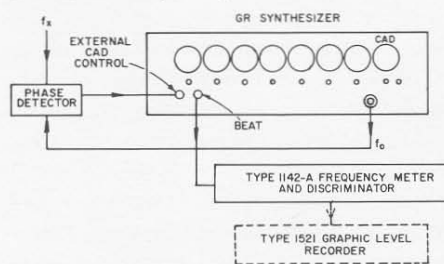 GR SYNTHESIZER
fx
EXTERNAL
CAD
CONTROL
CAD
PHASE
DETECTOR
BEAT
fo
TYPE 1142-A FREQUENCY METER
AND DISCRIMINATOR
TYPE 1521 GRAPHIC LEVEL
RECORDER